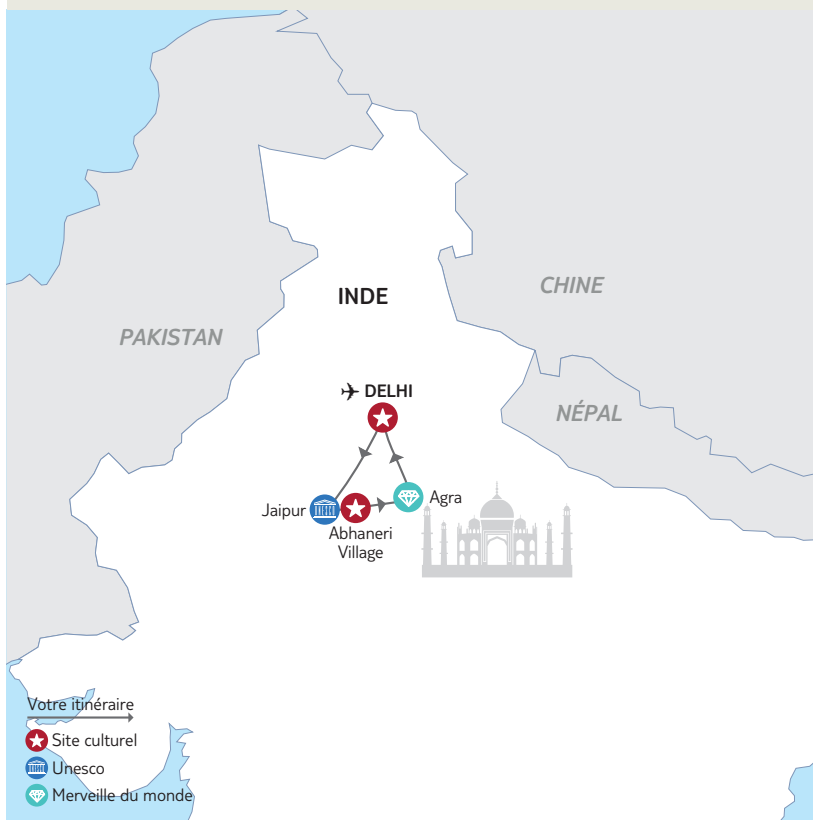 CHINE
INDE
PAKISTAN
DELHI
NÉPAL
Agra
Jaipur
Abhaneri
Village
Votre itinéraire
Site culturel
Unesco
Merveille du monde